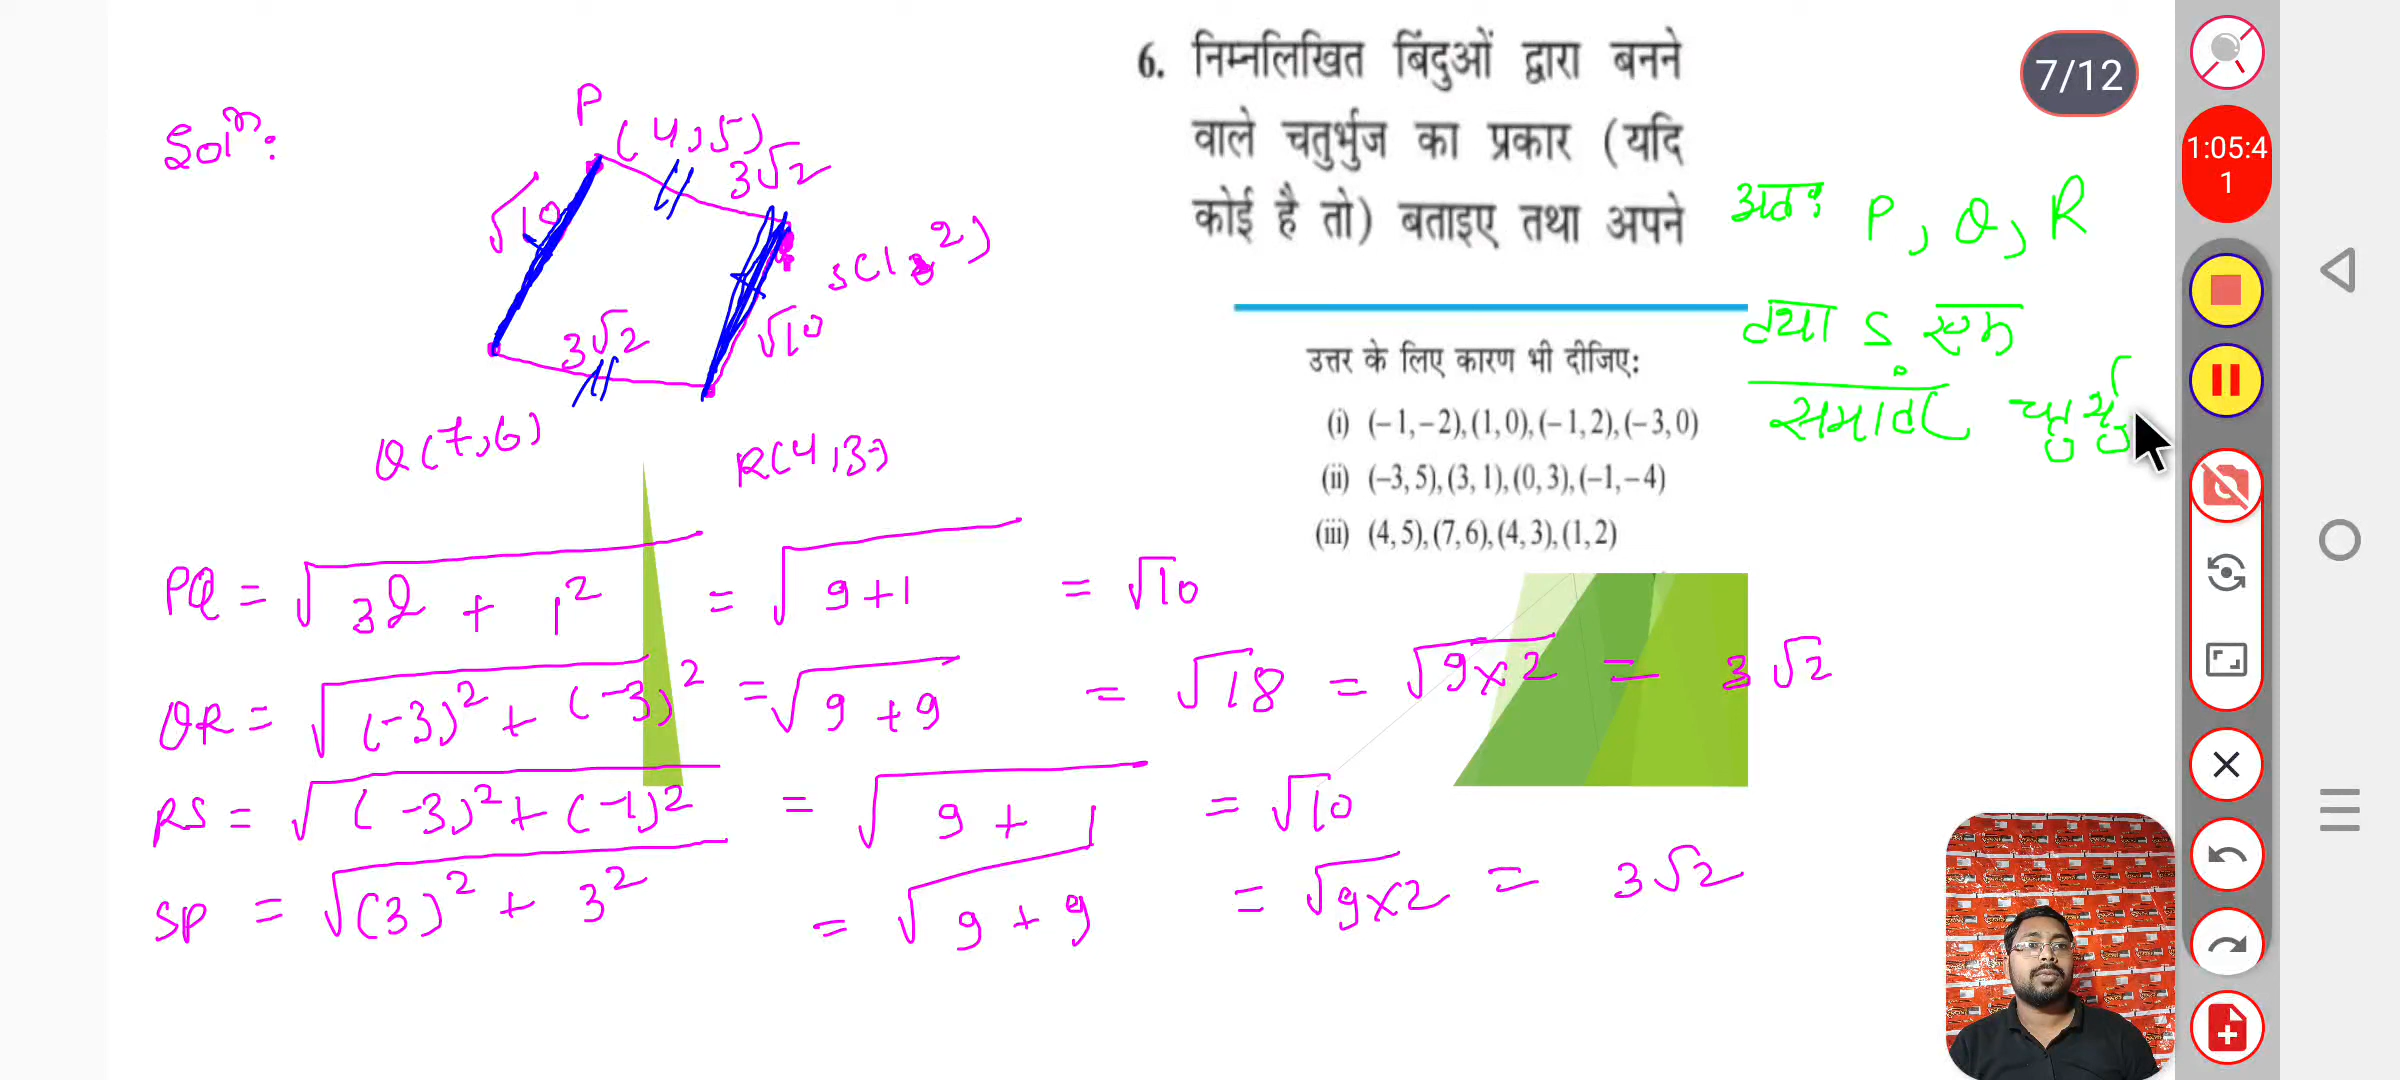 6. निम्नलिखित बिंदुओं द्वारा बनने
वाले चतुर्भुज का प्रकार (यदि
कोई है तो) बताइए तथा अपने
उत्तर के लिए कारण भी दीजिए:
(i) (–1, –2), (1, 0), (–1, 2), (–3, 0)
(ii) (–3, 5), (3, 1), (0, 3), (–1, –4)
(iii) (4, 5), (7, 6), (4, 3), (1, 2)
7/12
1:05:4
1
Solⁿ:
P
(4,5)
3√2
√10
S(1,2)
√10
3√2
Q(7,6)
R(4,3)
PQ = √3² + 1² = √9+1 = √10
QR = √(-3)² + (-3)² = √9+9 = √18 = √9×2 = 3√2
RS = √(-3)² + (-1)² = √9+1 = √10
SP = √(3)² + 3² = √9+9 = √9×2 = 3√2
अतः P, Q, R
तथा S एक